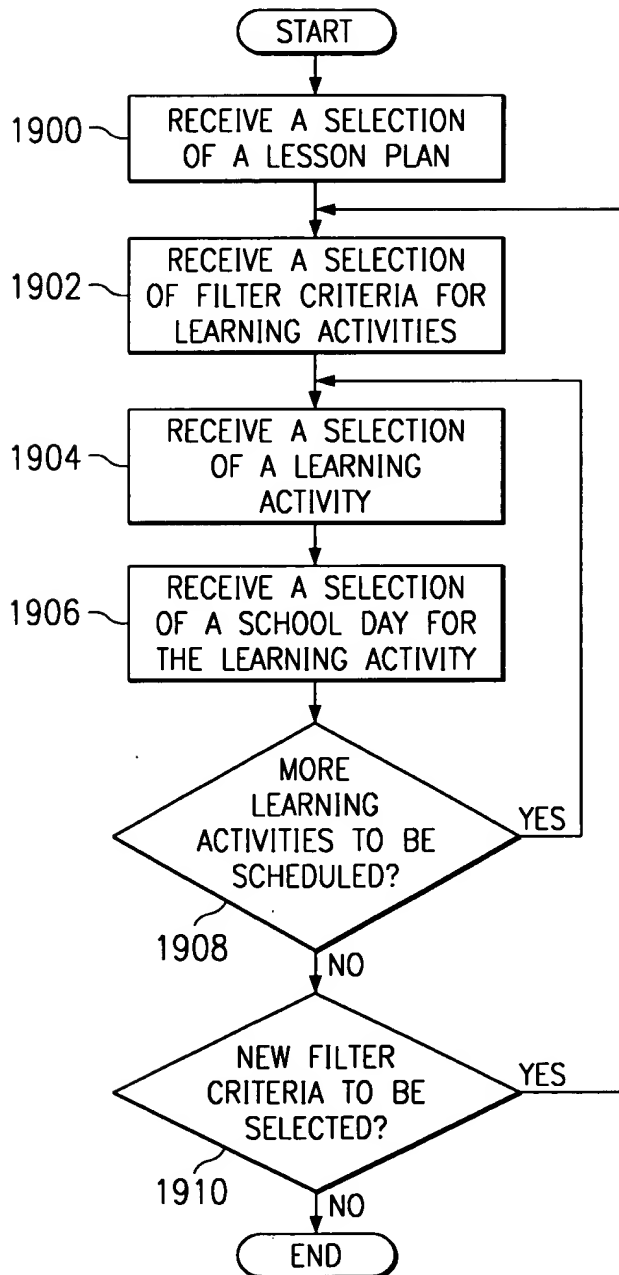 START
1900
RECEIVE A SELECTION
OF A LESSON PLAN
1902
RECEIVE A SELECTION
OF FILTER CRITERIA FOR
LEARNING ACTIVITIES
1904
RECEIVE A SELECTION
OF A LEARNING
ACTIVITY
1906
RECEIVE A SELECTION
OF A SCHOOL DAY FOR
THE LEARNING ACTIVITY
MORE
LEARNING
ACTIVITIES TO BE
SCHEDULED?
YES
1908
NO
NEW FILTER
CRITERIA TO BE
SELECTED?
YES
1910
NO
END